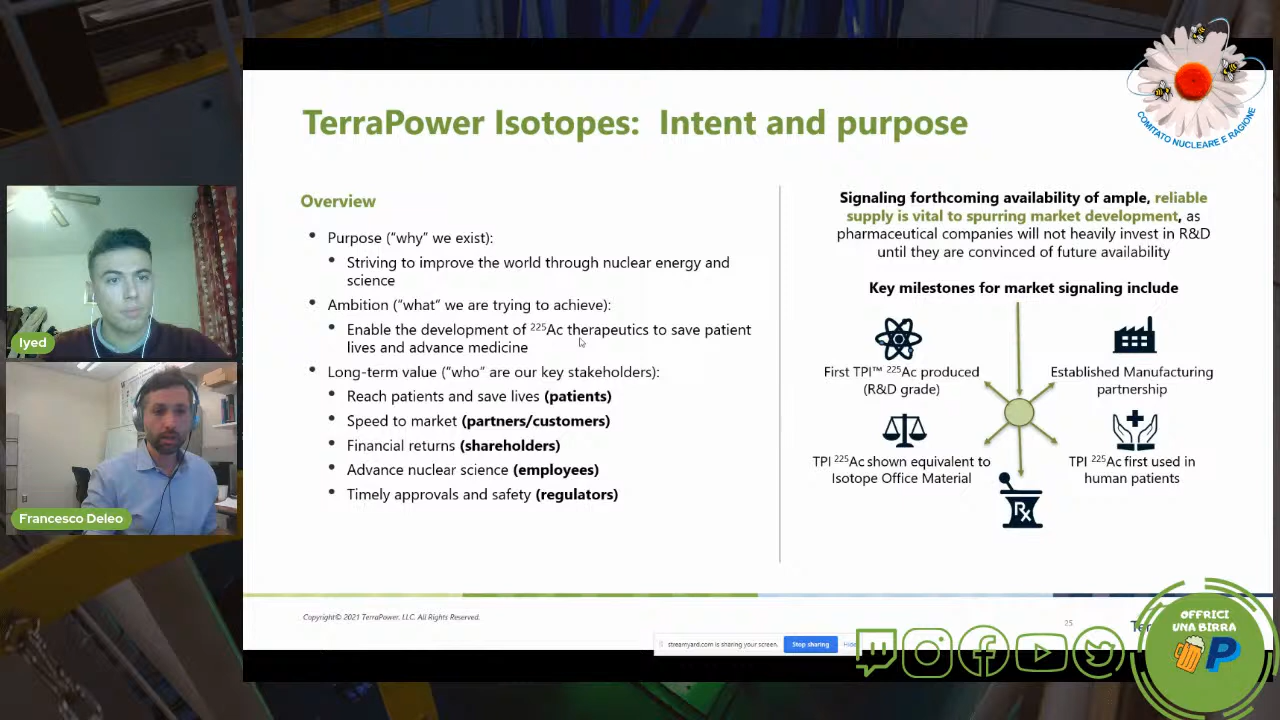 COMITATO NUCLEARE E RAGIONE
TerraPower Isotopes: Intent and purpose
Overview
• Purpose (“why” we exist):
• Striving to improve the world through nuclear energy and
science
• Ambition (“what” we are trying to achieve):
• Enable the development of ²²⁵Ac therapeutics to save patient
lives and advance medicine
• Long-term value (“who” are our key stakeholders):
• Reach patients and save lives (patients)
• Speed to market (partners/customers)
• Financial returns (shareholders)
• Advance nuclear science (employees)
• Timely approvals and safety (regulators)
Signaling forthcoming availability of ample, reliable
supply is vital to spurring market development, as
pharmaceutical companies will not heavily invest in R&D
until they are convinced of future availability
Key milestones for market signaling include
First TPI™ ²²⁵Ac produced
(R&D grade)
Established Manufacturing
partnership
TPI ²²⁵Ac shown equivalent to
Isotope Office Material
TPI ²²⁵Ac first used in
human patients
Rx
Iyed
Francesco Deleo
Copyright© 2021 TerraPower, LLC. All Rights Reserved.
25
streamyard.com is sharing your screen.
Stop sharing
Hide
OFFRICI
UNA BIRRA